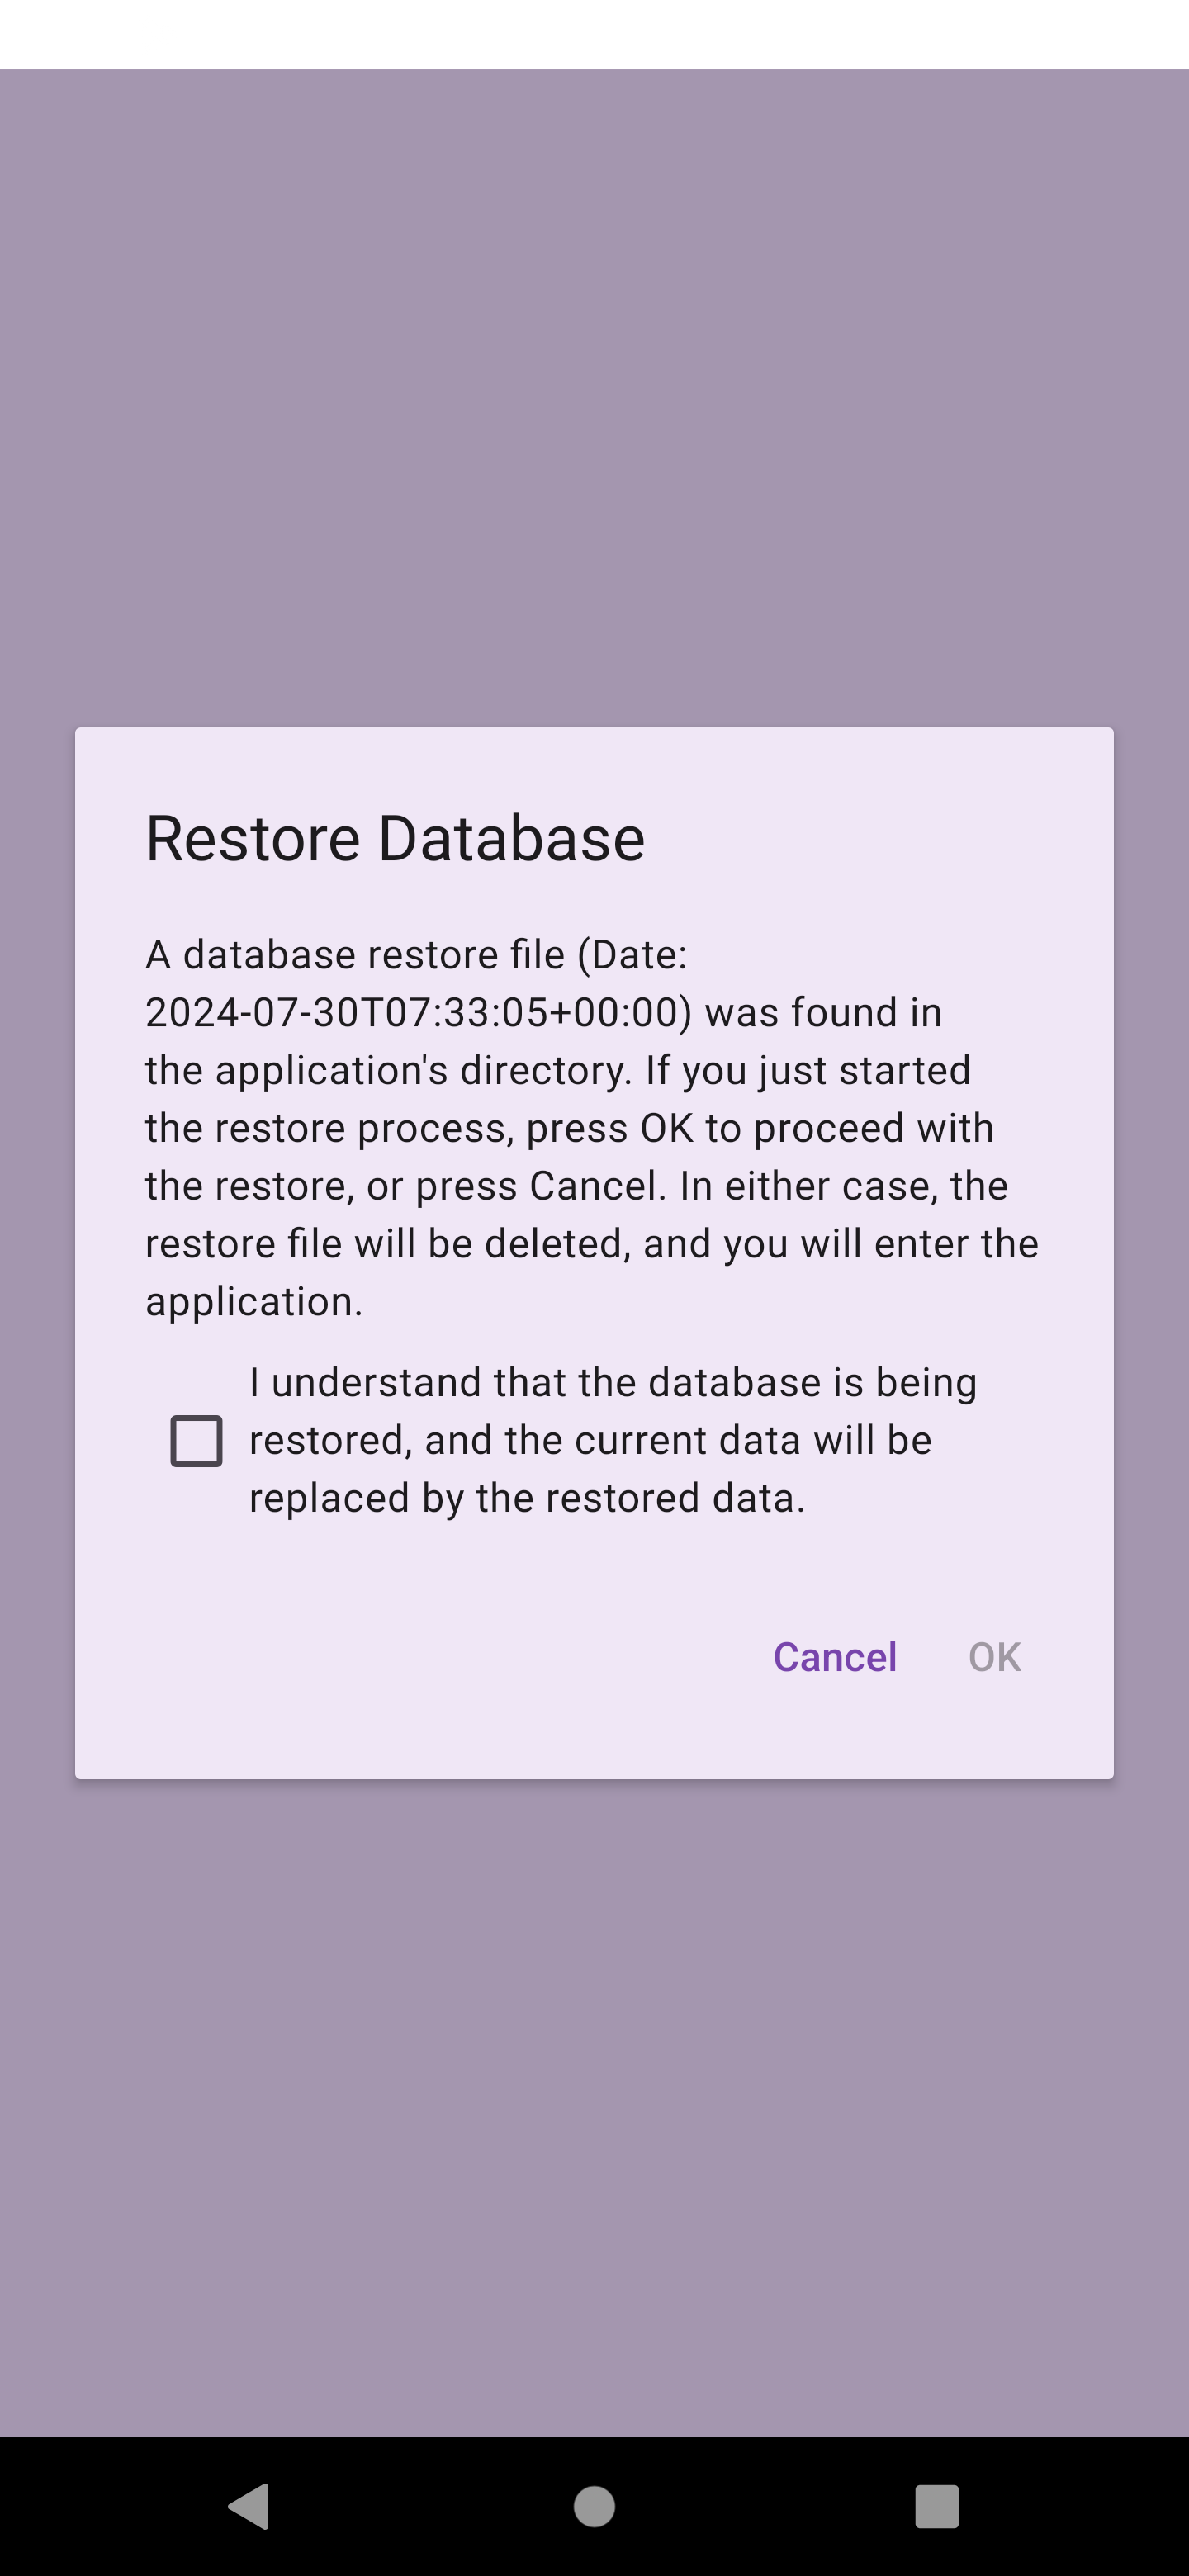 Restore Database
A database restore file (Date:
2024-07-30T07:33:05+00:00) was found in
the application's directory. If you just started
the restore process, press OK to proceed with
the restore, or press Cancel. In either case, the
restore file will be deleted, and you will enter the
application.
I understand that the database is being
restored, and the current data will be
replaced by the restored data.
Cancel OK